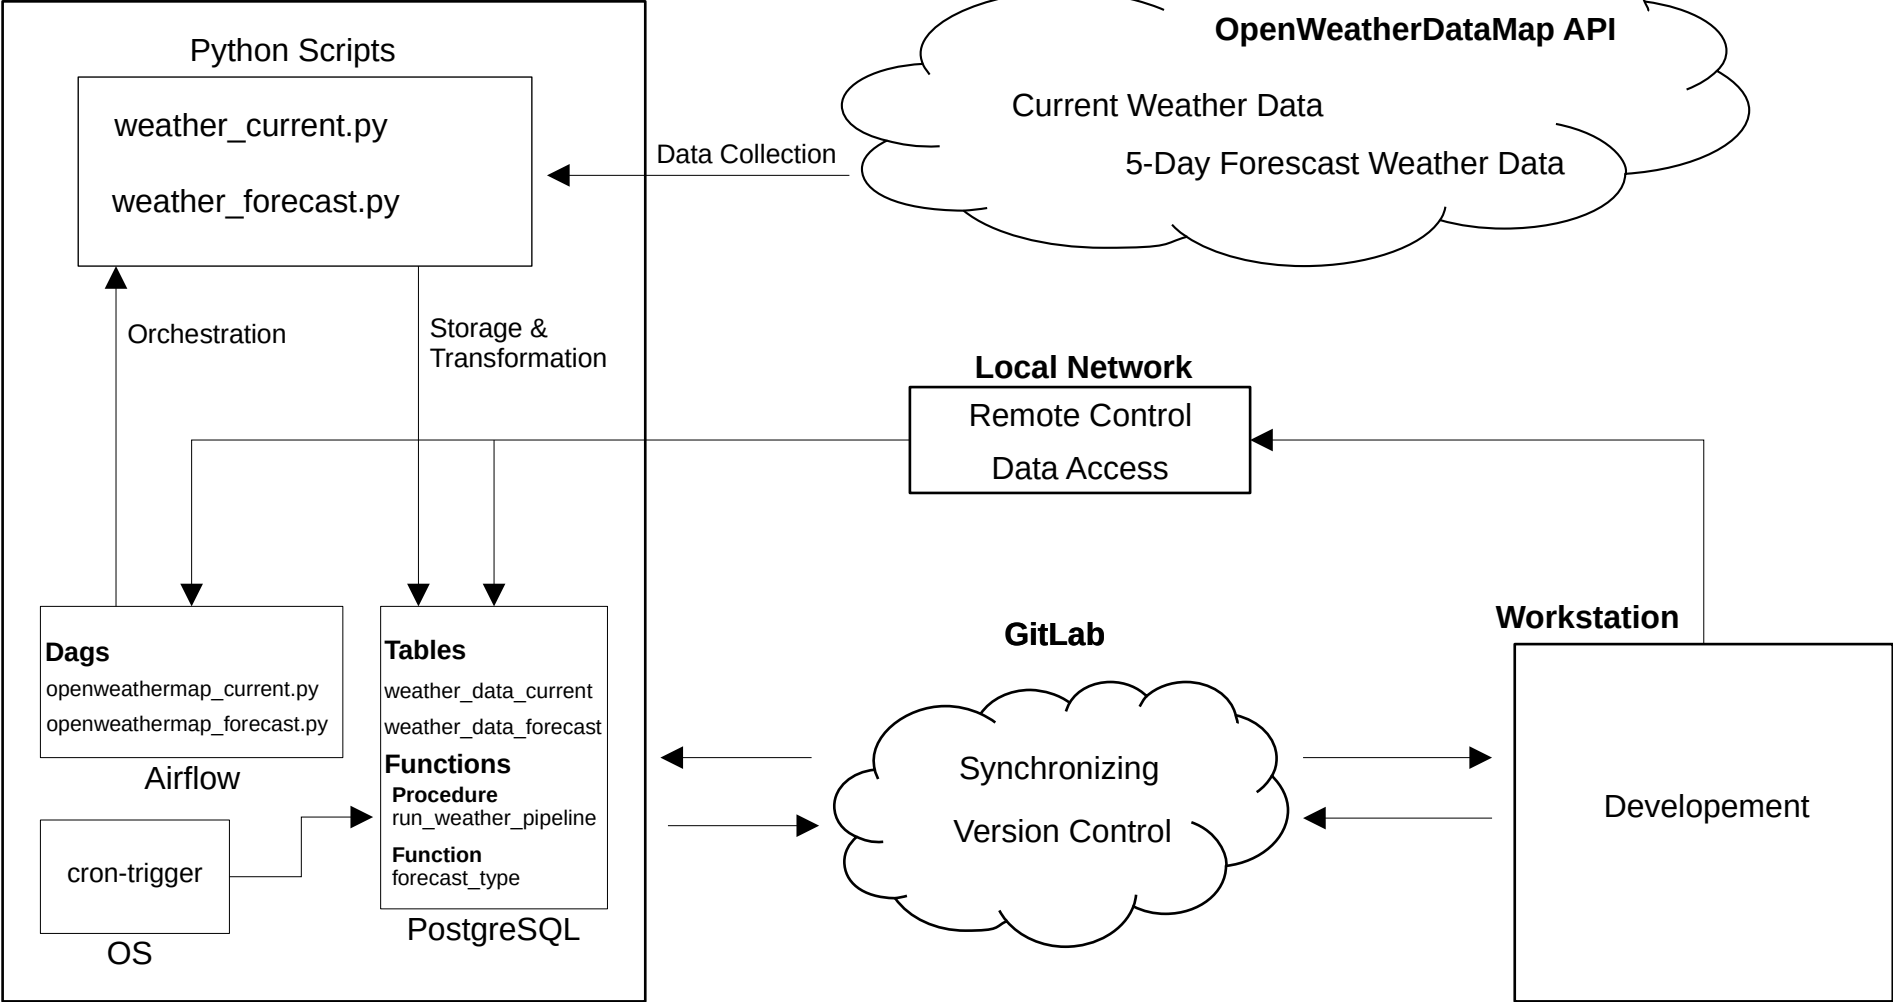 Python Scripts
weather_current.py
weather_forecast.py
OpenWeatherDataMap API
Current Weather Data
5-Day Forescast Weather Data
Data Collection
Orchestration
Storage &
Transformation
Local Network
Remote Control
Data Access
Dags
openweathermap_current.py
openweathermap_forecast.py
Airflow
cron-trigger
OS
Tables
weather_data_current
weather_data_forecast
Functions
Procedure
run_weather_pipeline
Function
forecast_type
PostgreSQL
GitLab
Synchronizing
Version Control
Workstation
Developement